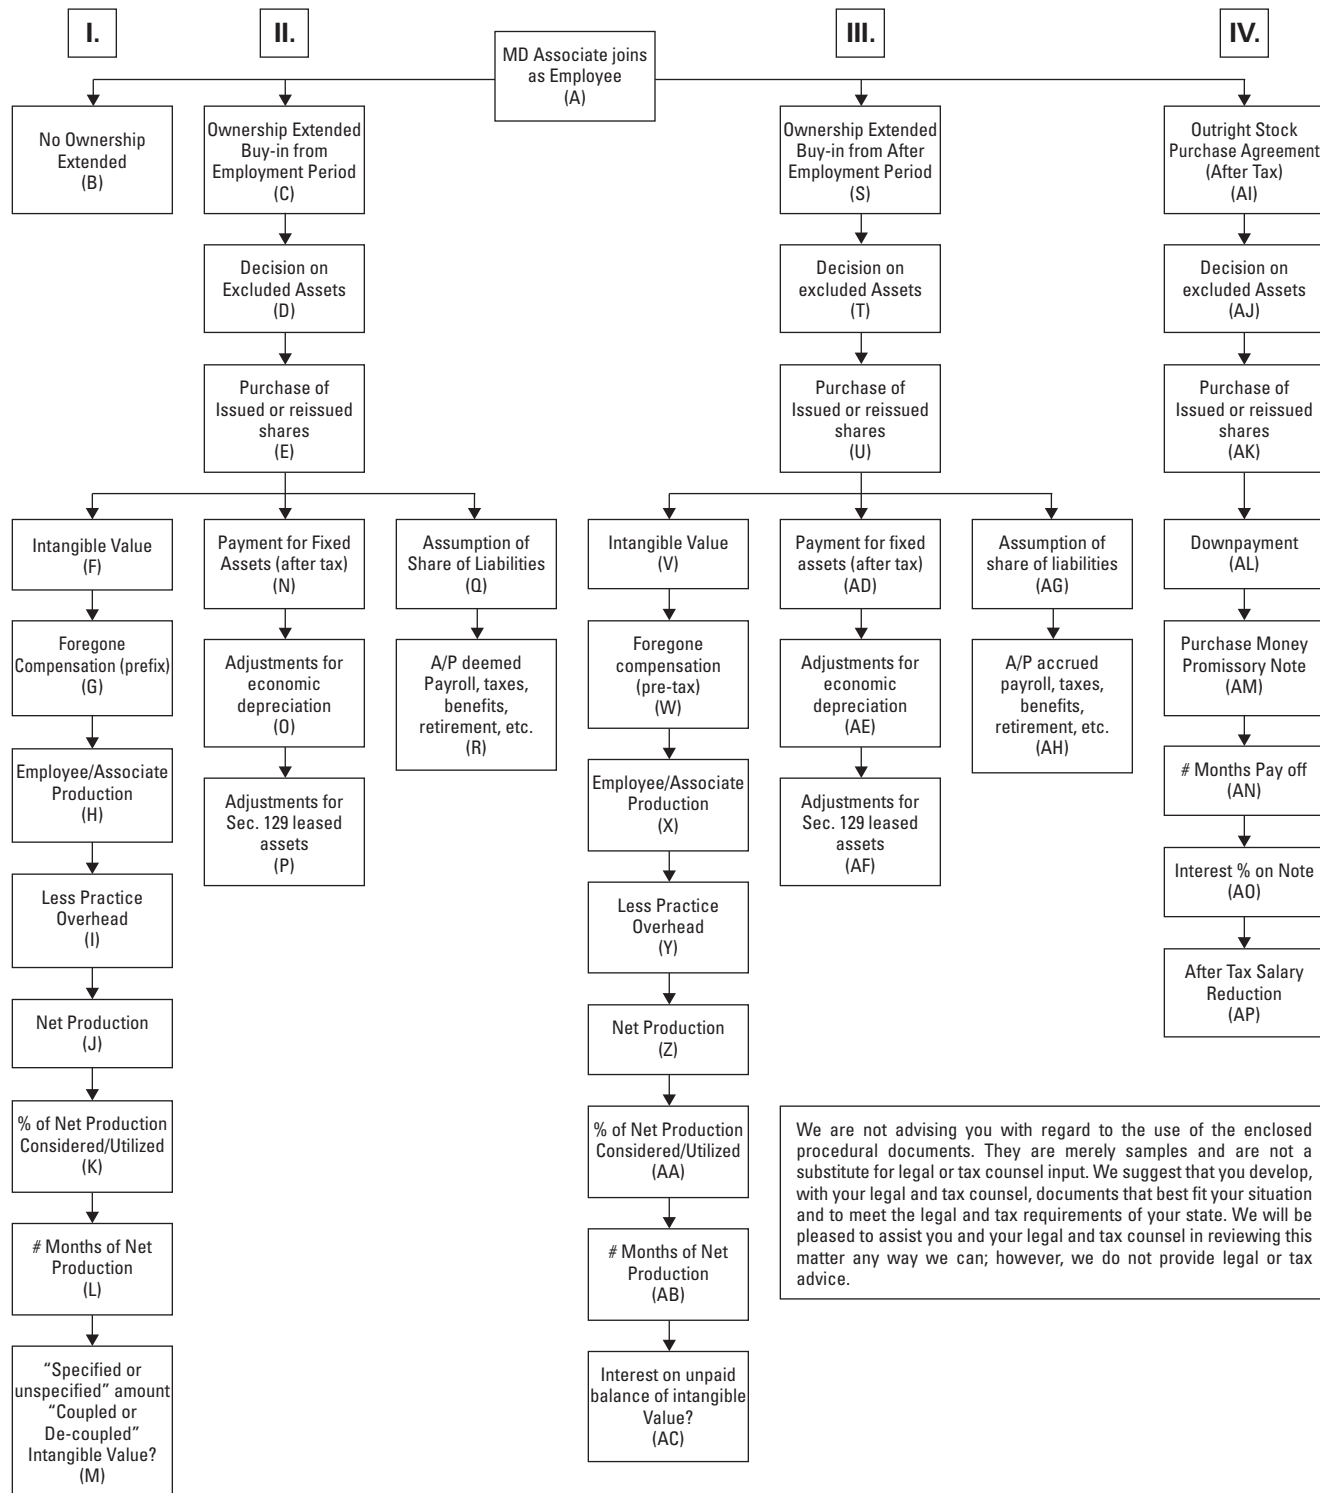 I.
II.
III.
IV.
MD Associate joins
as Employee
(A)
No Ownership
Extended
(B)
Ownership Extended
Buy-in from
Employment Period
(C)
Ownership Extended
Buy-in from After
Employment Period
(S)
Outright Stock
Purchase Agreement
(After Tax)
(AI)
Decision on
Excluded Assets
(D)
Decision on
excluded Assets
(T)
Decision on
excluded Assets
(AJ)
Purchase of
Issued or reissued
shares
(E)
Purchase of
Issued or reissued
shares
(U)
Purchase of
Issued or reissued
shares
(AK)
Intangible Value
(F)
Payment for Fixed
Assets (after tax)
(N)
Assumption of
Share of Liabilities
(Q)
Intangible Value
(V)
Payment for fixed
assets (after tax)
(AD)
Assumption of
share of liabilities
(AG)
Downpayment
(AL)
Foregone
Compensation (prefix)
(G)
Adjustments for
economic
depreciation
(O)
A/P deemed
Payroll, taxes,
benefits,
retirement, etc.
(R)
Foregone
compensation
(pre-tax)
(W)
Adjustments for
economic
depreciation
(AE)
A/P accrued
payroll, taxes,
benefits,
retirement, etc.
(AH)
Purchase Money
Promissory Note
(AM)
Employee/Associate
Production
(H)
Adjustments for
Sec. 129 leased
assets
(P)
Employee/Associate
Production
(X)
Adjustments for
Sec. 129 leased
assets
(AF)
# Months Pay off
(AN)
Less Practice
Overhead
(I)
Less Practice
Overhead
(Y)
Interest % on Note
(AO)
Net Production
(J)
Net Production
(Z)
After Tax Salary
Reduction
(AP)
% of Net Production
Considered/Utilized
(K)
% of Net Production
Considered/Utilized
(AA)
We are not advising you with regard to the use of the enclosed
procedural documents. They are merely samples and are not a
substitute for legal or tax counsel input. We suggest that you develop,
with your legal and tax counsel, documents that best fit your situation
and to meet the legal and tax requirements of your state. We will be
pleased to assist you and your legal and tax counsel in reviewing this
matter any way we can; however, we do not provide legal or tax
advice.
# Months of Net
Production
(L)
# Months of Net
Production
(AB)
“Specified or
unspecified” amount
“Coupled or
De-coupled”
Intangible Value?
(M)
Interest on unpaid
balance of intangible
Value?
(AC)